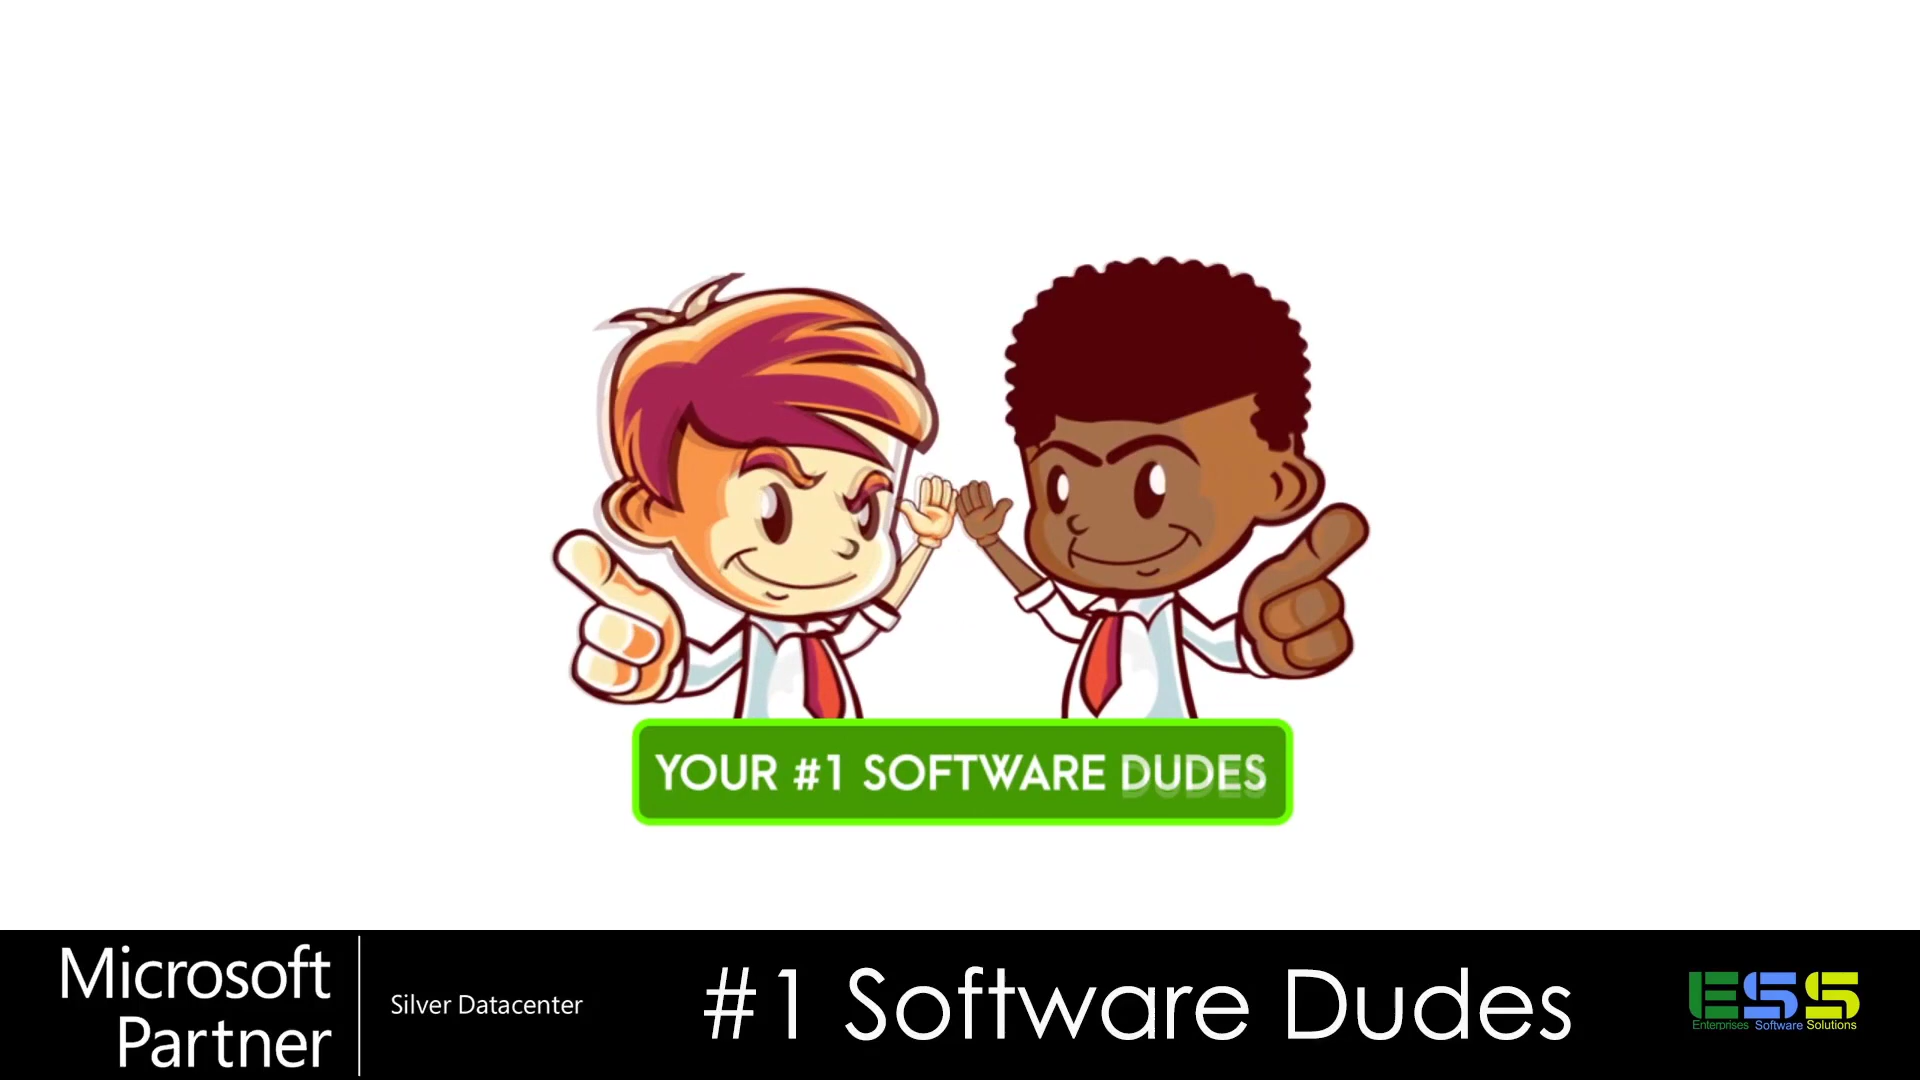 YOUR #1 SOFTWARE DUDES
Microsoft
Partner
Silver Datacenter
#1 Software Dudes
ESS
Enterprises Software Solutions